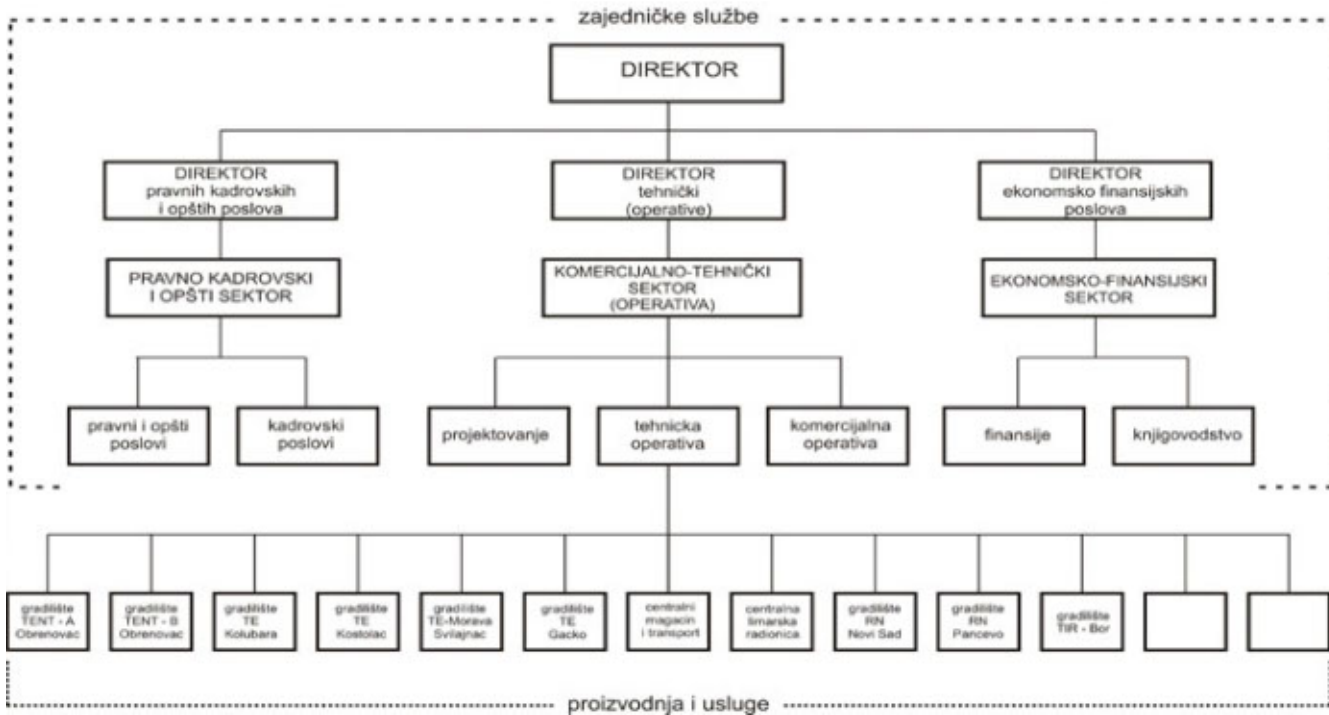 zajedničke službe
DIREKTOR
DIREKTOR
pravnih kadrovskih
i opštih poslova
DIREKTOR
tehnički
(operative)
DIREKTOR
ekonomsko finansijskih
poslova
PRAVNO KADROVSKI
I OPŠTI SEKTOR
KOMERCIJALNO-TEHNIČKI
SEKTOR
(OPERATIVA)
EKONOMSKO-FINANSIJSKI
SEKTOR
pravni i opšti
poslovi
kadrovski
poslovi
projektovanje
tehnicka
operativa
komercijalna
operativa
finansije
knjigovodstvo
gradilište
TENT - A
Obrenovac
gradilište
TENT - B
Obrenovac
gradilište
TE
Kolubara
gradilište
TE
Kostolac
gradilište
TE-Morava
Svilajnac
gradilište
TE
Gacko
centralni
magacin
i transport
centralna
limarska
radionica
gradilište
RN
Novi Sad
gradilište
RN
Pancevo
gradilište
TIR - Bor
proizvodnja i usluge